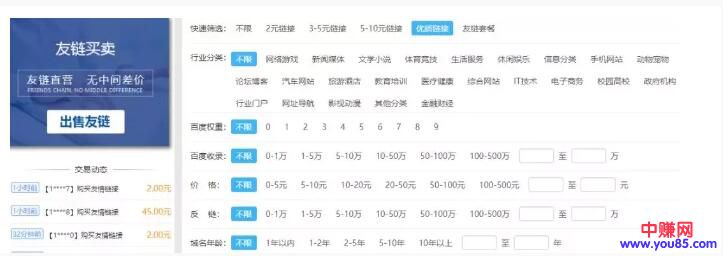 友链买卖
友链直营 无中间差价
FRIENDS CHAIN, NO MIDDLE DIFFERENCE
出售友链
交易动态
1小时前 【1****7】购买友情链接 2.00元
1小时前 【1****8】购买友情链接 45.00元
32分钟前 【1****0】购买友情链接 2.00元
快速筛选: 不限 2元链接 3-5元链接 5-10元链接 优质链接 友链套餐
行业分类: 不限 网络游戏 新闻媒体 文学小说 体育竞技 生活服务 休闲娱乐 信息分类 手机网站 动物宠物
论坛博客 汽车网站 旅游酒店 教育培训 医疗健康 综合网站 IT技术 电子商务 校园高校 政府机构
行业门户 网址导航 影视动漫 其他分类 金融财经
百度权重: 不限 0 1 2 3 4 5 6 7 8 9
百度收录: 不限 0-1万 1-5万 5-10万 10-50万 50-100万 100-500万 至 万
价 格: 不限 0-5元 5-10元 10-20元 20-50元 50-100元 100-500元 至 元
反 链: 不限 0-1万 1-5万 5-10万 10-50万 50-100万 100-500万
域名年龄: 不限 1年以内 1-2年 2-5年 5-10年 10年以上 至 年
中赚网
www.you85.com